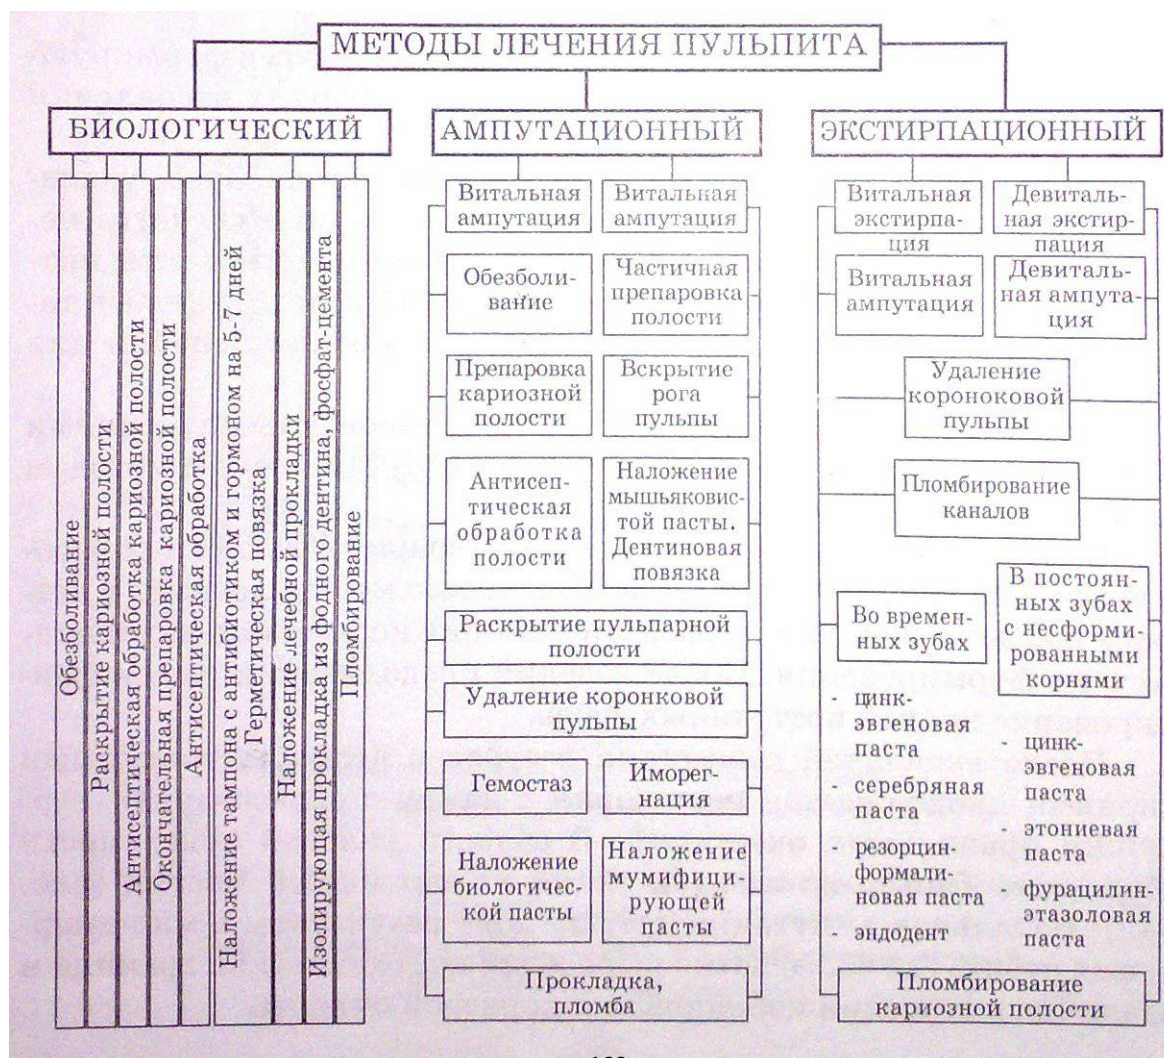 МЕТОДЫ ЛЕЧЕНИЯ ПУЛЬПИТА
БИОЛОГИЧЕСКИЙ
Обезболивание
Раскрытие кариозной полости
Антисептическая обработка кариозной полости
Окончательная препаровка кариозной полости
Антисептическая обработка
Наложение тампона с антибиотиком и гормоном на 5-7 дней
Герметическая повязка
Наложение лечебной прокладки
Изолирующая прокладка из водного дентина, фосфат-цемента
Пломбирование
АМПУТАЦИОННЫЙ
Витальная
ампутация
Витальная
ампутация
Обезболи-
вание
Частичная
препаровка
полости
Препаровка
кариозной
полости
Вскрытие
рога
пульпы
Антисеп-
тическая
обработка
полости
Наложение
мышьяковис-
той пасты.
Дентиновая
повязка
Раскрытие пульпарной
полости
Удаление коронковой
пульпы
Гемостаз
Иморег-
нация
Наложение
биологичес-
кой пасты
Наложение
мумифици-
рующей
пасты
Прокладка,
пломба
ЭКСТИРПАЦИОННЫЙ
Витальная
экстирпа-
ция
Девиталь-
ная экстир-
пация
Витальная
ампутация
Девиталь-
ная ампута-
ция
Удаление
короноковой
пульпы
Пломбирование
каналов
Во времен-
ных зубах
- цинк-
эвгеновая
паста
- серебряная
паста
- резорцин-
формали-
новая паста
- эндодент
В постоян-
ных зубах
с несформи-
рованными
корнями
- цинк-
эвгеновая
паста
- этониевая
паста
- фурацилин-
этазоловая
паста
Пломбирование
кариозной полости